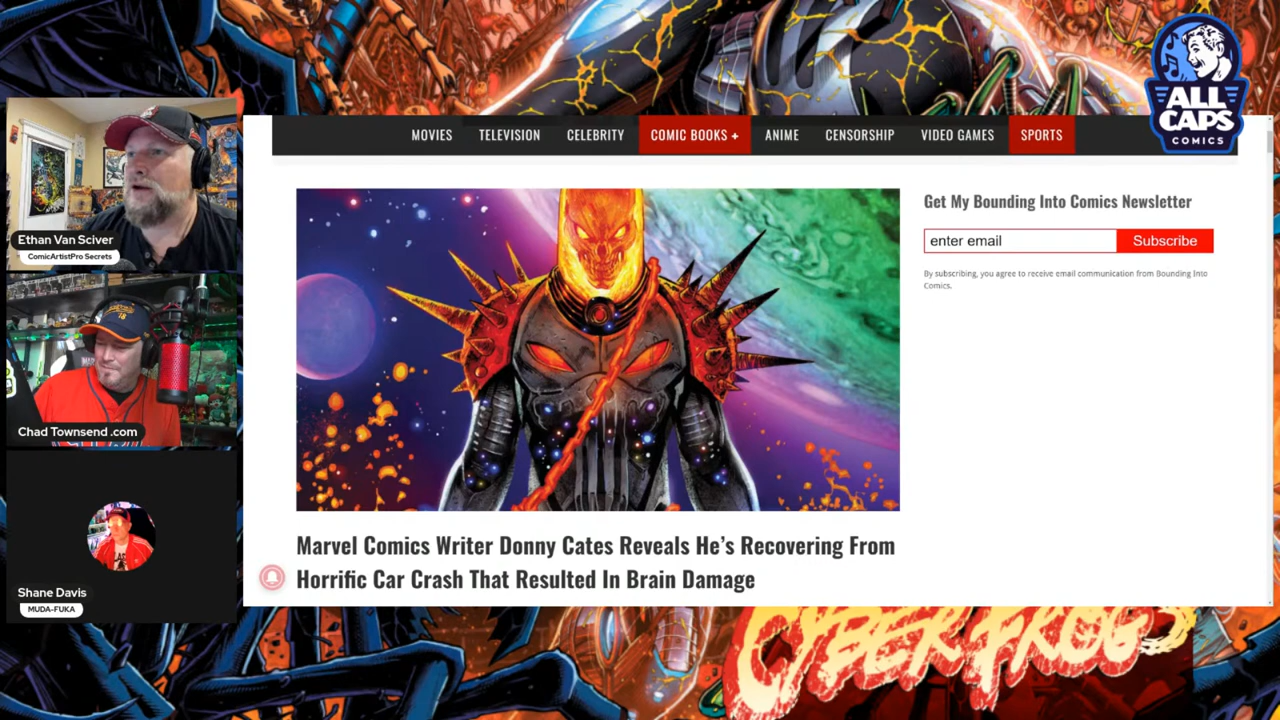 MOVIES TELEVISION CELEBRITY COMIC BOOKS + ANIME CENSORSHIP VIDEO GAMES SPORTS
ALL
CAPS
COMICS
Ethan Van Sciver
ComicArtistPro Secrets
Chad Townsend .com
Shane Davis
MUDA-FUKA
Get My Bounding Into Comics Newsletter
enter email
Subscribe
By subscribing, you agree to receive email communication from Bounding Into
Comics.
Marvel Comics Writer Donny Cates Reveals He's Recovering From
Horrific Car Crash That Resulted In Brain Damage
CYBERFROG